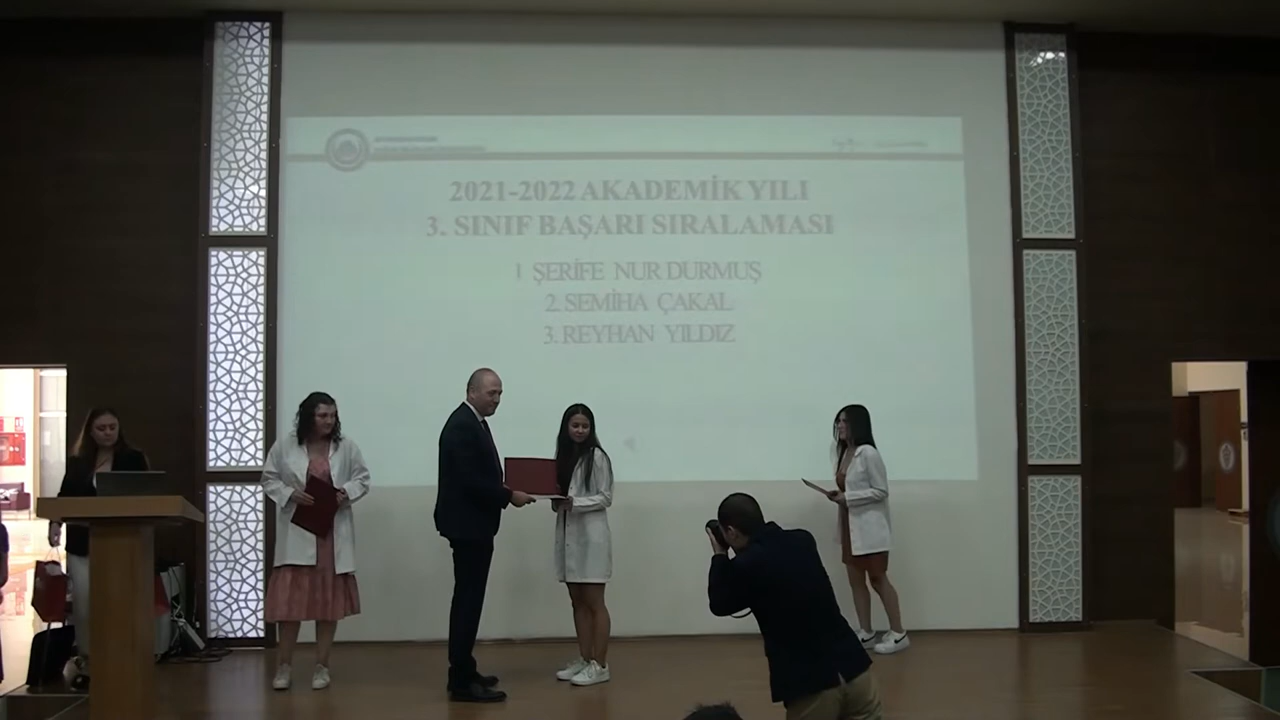 2021-2022 AKADEMİK YILI
3. SINIF BAŞARI SIRALAMASI
1 ŞERİFE NUR DURMUŞ
2. SEMİHA ÇAKAL
3. REYHAN YILDIZ